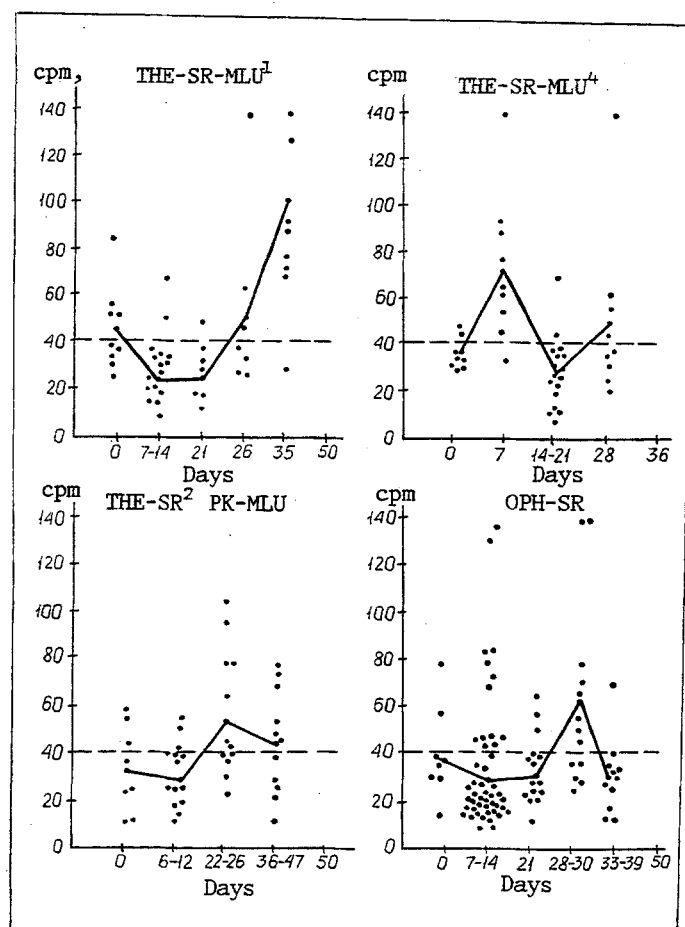 cpm, THE-SR-MLU¹
140
120
100
80
60
40
20
0
0 7-14 21 26 35 50
Days
cpm THE-SR-MLU⁴
140
120
100
80
60
40
20
0
0 7 14-21 28 36
Days
cpm THE-SR² PK-MLU
140
120
100
80
60
40
20
0
0 6-12 22-26 36-47 50
Days
cpm OPH-SR
140
120
100
80
60
40
20
0
0 7-14 21 28-30 33-39 50
Days